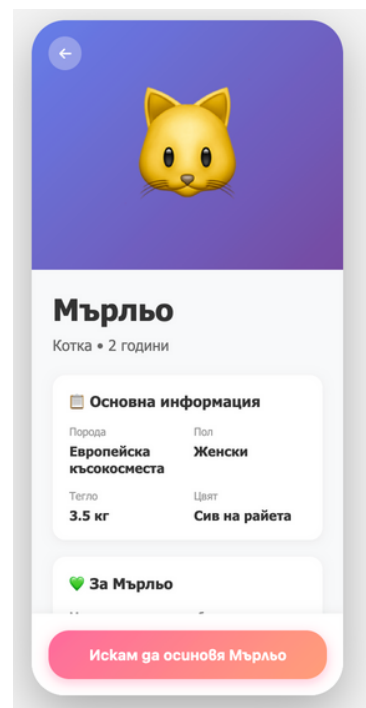 Мърльо
Котка • 2 години
Основна информация
Порода
Пол
Европейска
късокосместа
Женски
Тегло
Цвят
3.5 кг
Сив на райета
За Мърльо
Искам да осиновя Мърльо